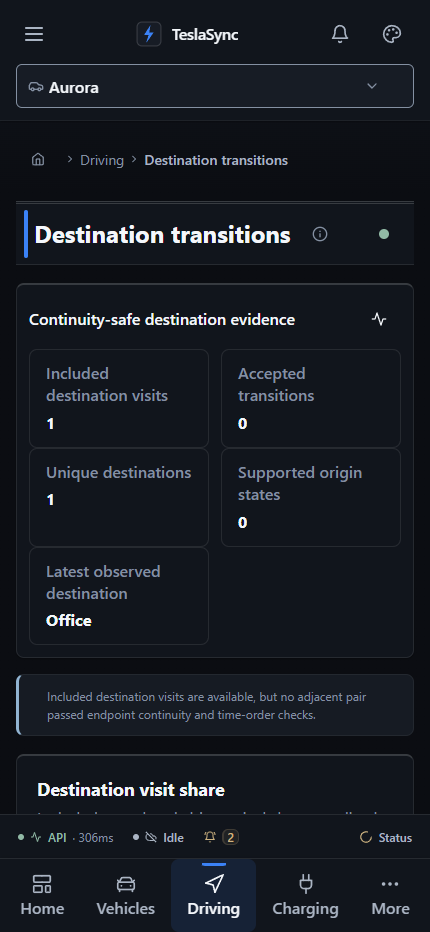 TeslaSync
Aurora
Driving
Destination transitions
Destination transitions
Continuity-safe destination evidence
Included
destination visits
1
Accepted
transitions
0
Unique destinations
1
Supported origin
states
0
Latest observed
destination
Office
Included destination visits are available, but no adjacent pair
passed endpoint continuity and time-order checks.
Destination visit share
API · 306ms
Idle
2
Status
Home
Vehicles
Driving
Charging
More